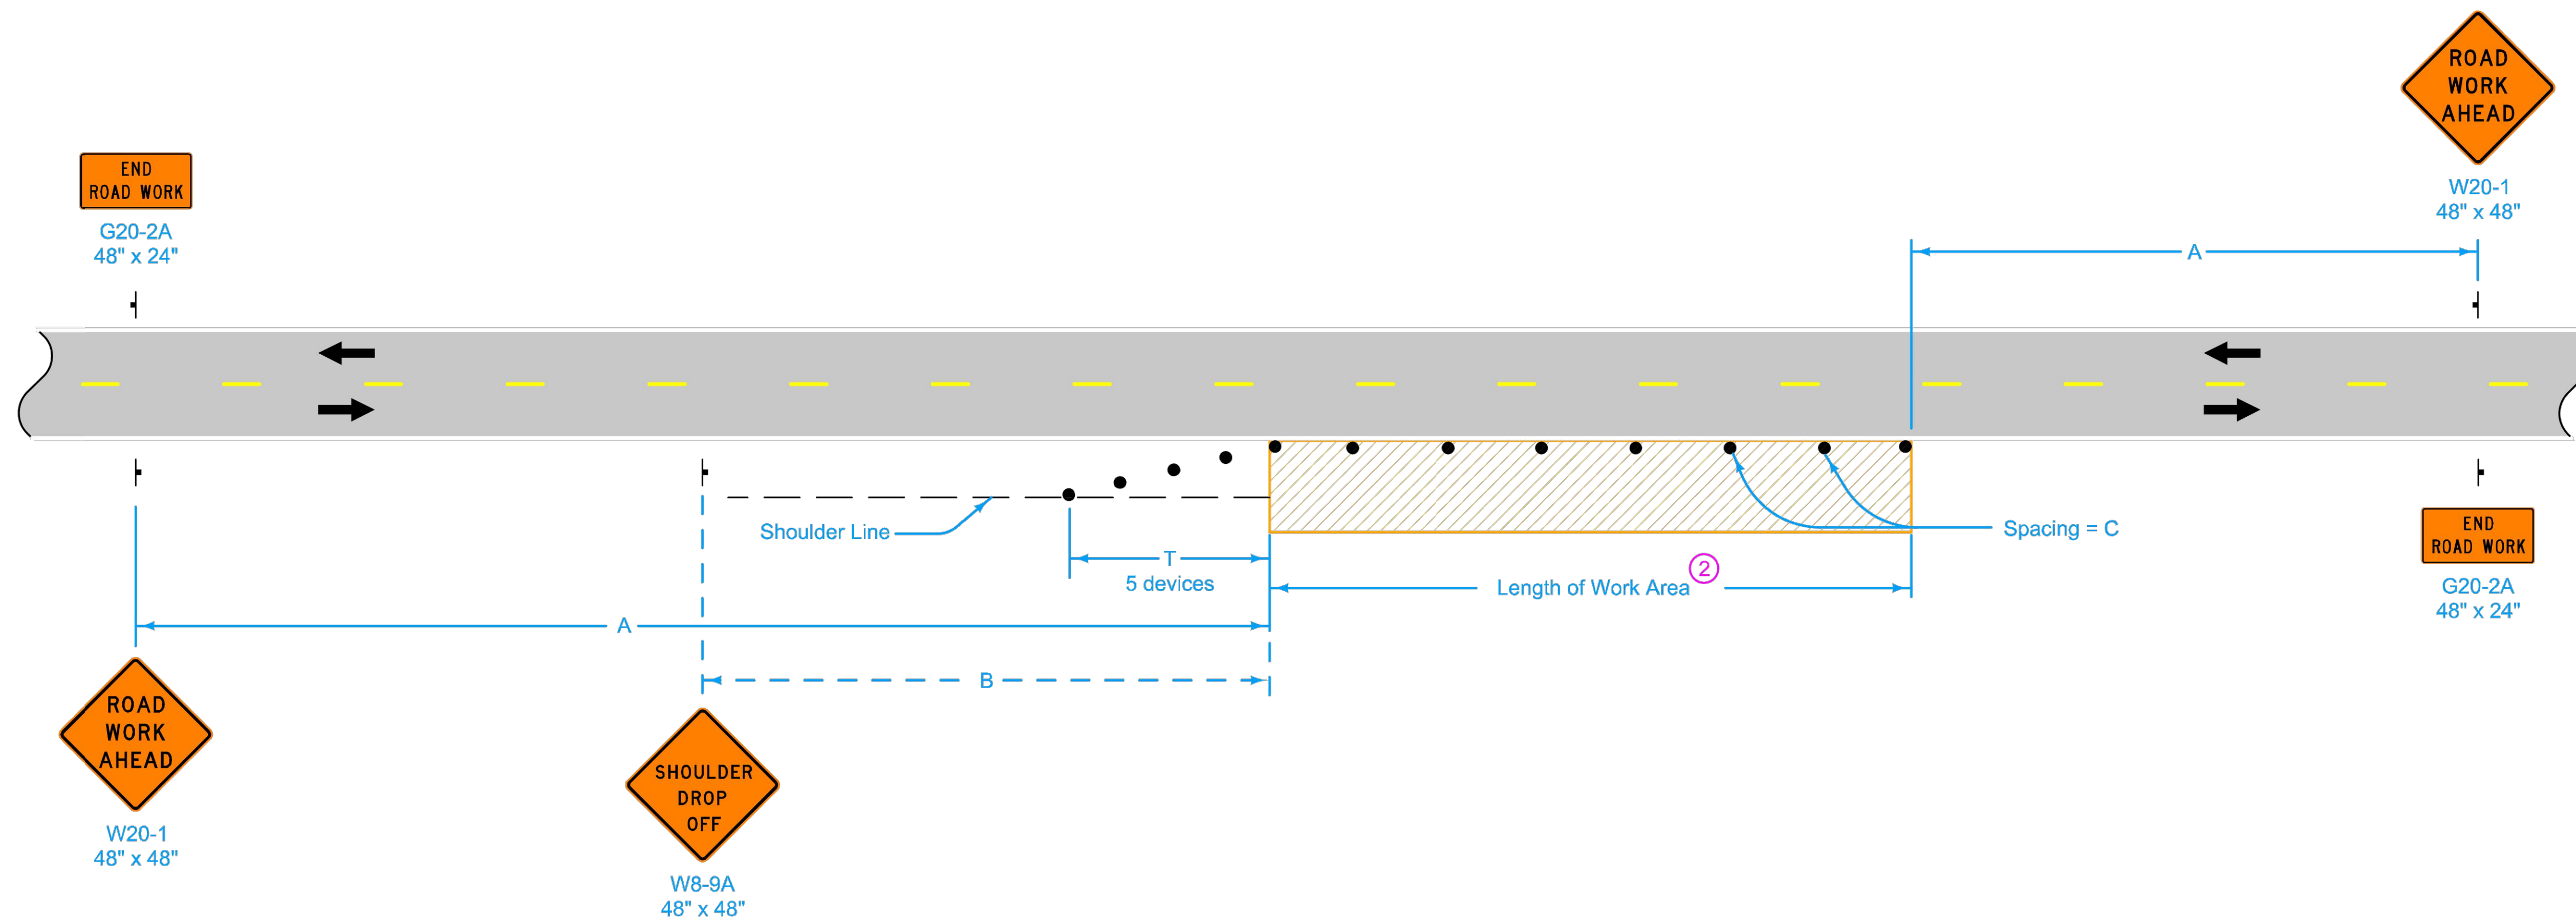 ROAD
WORK
AHEAD
W20-1
48" x 48"
END
ROAD WORK
G20-2A
48" x 24"
A
Shoulder Line
T
5 devices
Spacing = C
2
Length of Work Area
END
ROAD WORK
G20-2A
48" x 24"
A
B
ROAD
WORK
AHEAD
W20-1
48" x 48"
SHOULDER
DROP
OFF
W8-9A
48" x 48"